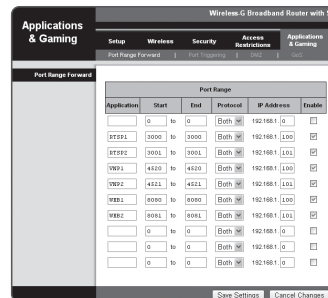 Wireless-G Broadband Router with S
Applications
& Gaming
Setup Wireless Security Access Restrictions Applications & Gaming
Port Range Forward | Port Triggering | DMZ | QoS
Port Range Forward
Port Range
Application Start End Protocol IP Address Enable
0 to 0 Both 192.168.1. 0
RTSP1 3000 to 3000 Both 192.168.1. 100
RTSP2 3001 to 3001 Both 192.168.1. 101
VNP1 4520 to 4520 Both 192.168.1. 100
VNP2 4521 to 4521 Both 192.168.1. 101
WEB1 8080 to 8080 Both 192.168.1. 100
WEB2 8081 to 8081 Both 192.168.1. 101
0 to 0 Both 192.168.1. 0
0 to 0 Both 192.168.1. 0
0 to 0 Both 192.168.1. 0
Save Settings Cancel Changes